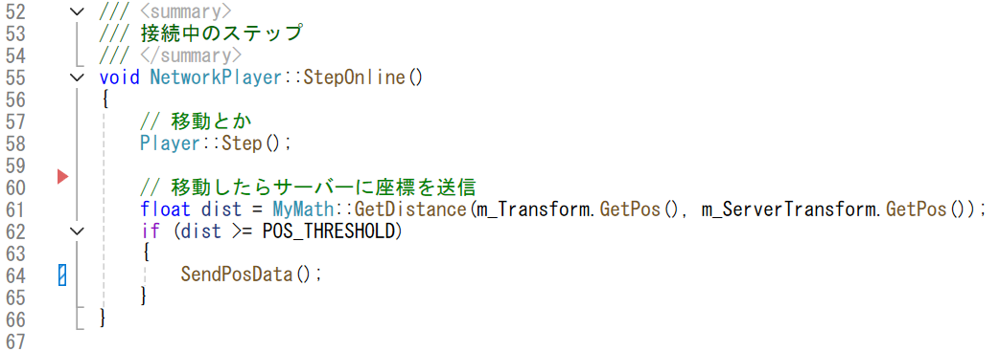 52 /// <summary>
53 /// 接続中のステップ
54 /// </summary>
55 void NetworkPlayer::StepOnline()
56 {
57 // 移動とか
58 Player::Step();
59
60 // 移動したらサーバーに座標を送信
61 float dist = MyMath::GetDistance(m_Transform.GetPos(), m_ServerTransform.GetPos());
62 if (dist >= POS_THRESHOLD)
63 {
64 SendPosData();
65 }
66 }
67